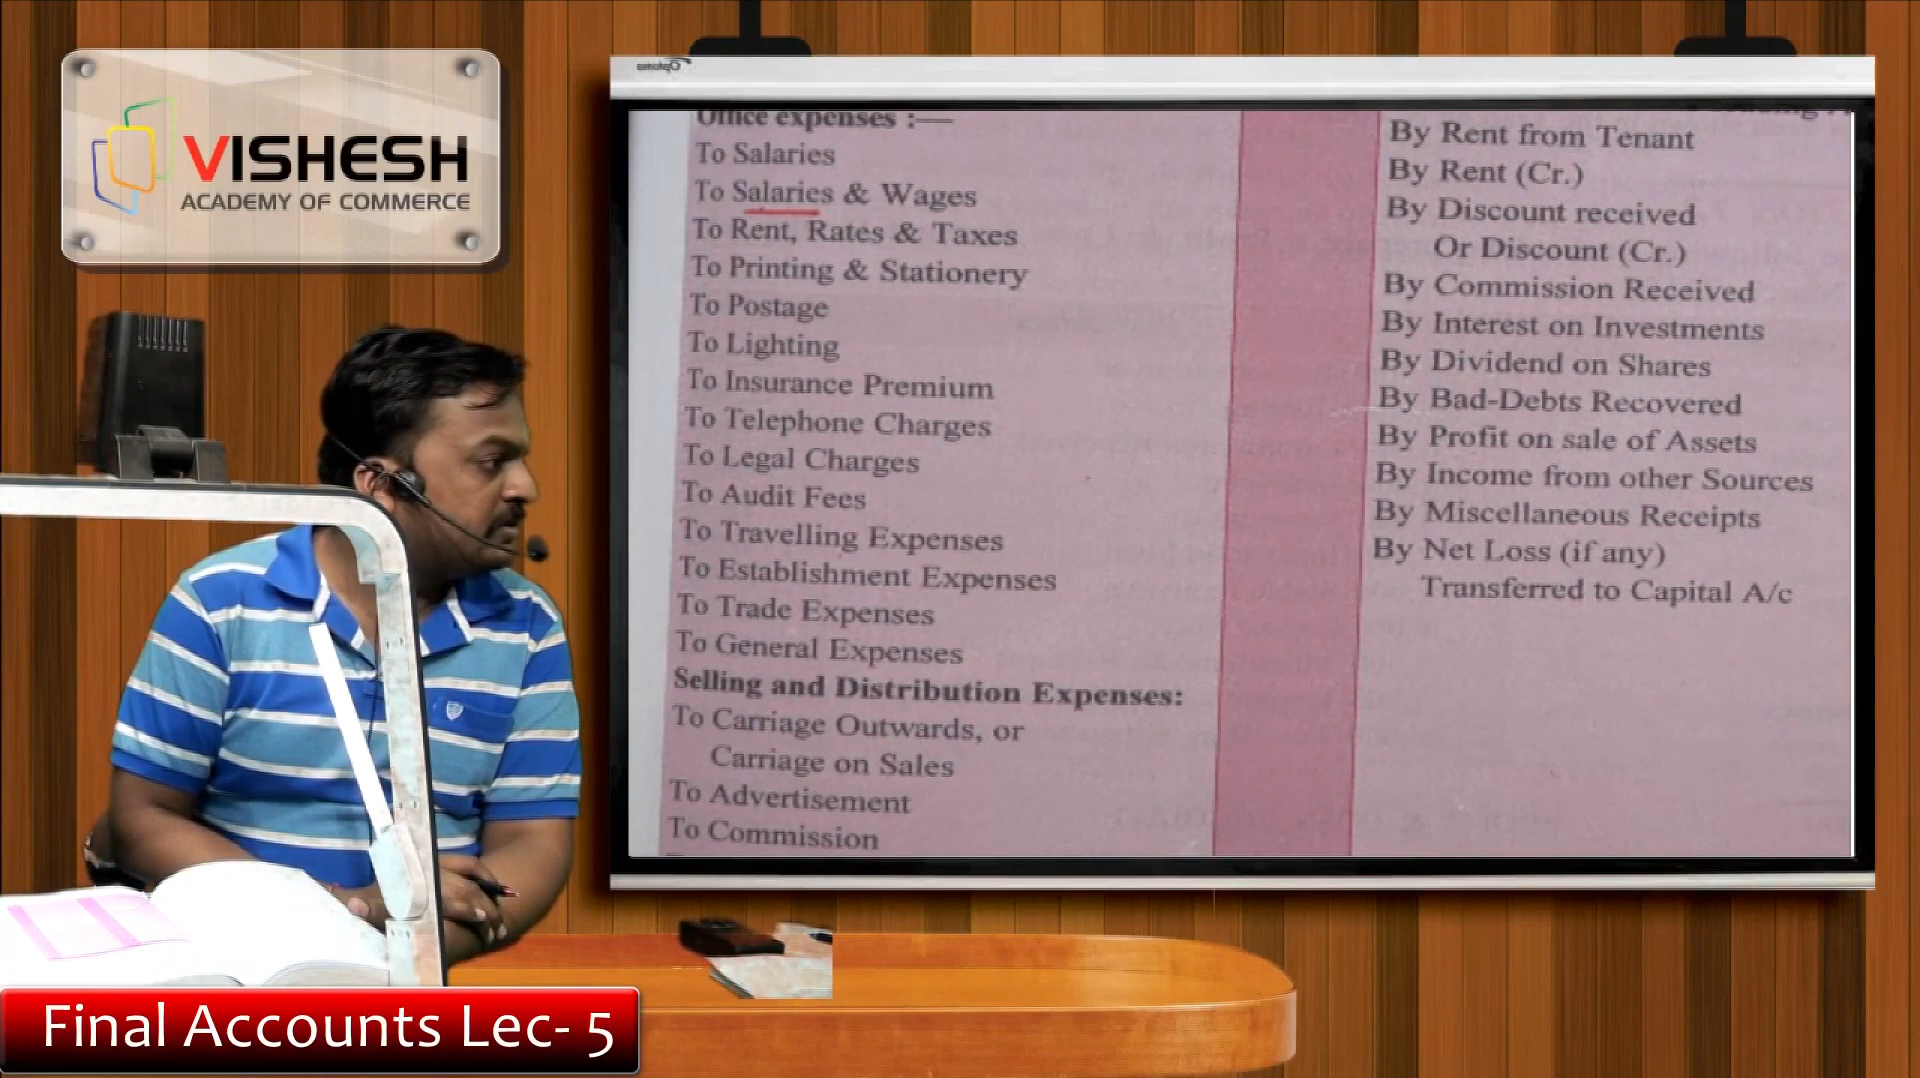 VISHESH
ACADEMY OF COMMERCE
Optoma
Office expenses :—
To Salaries
To Salaries & Wages
To Rent, Rates & Taxes
To Printing & Stationery
To Postage
To Lighting
To Insurance Premium
To Telephone Charges
To Legal Charges
To Audit Fees
To Travelling Expenses
To Establishment Expenses
To Trade Expenses
To General Expenses
Selling and Distribution Expenses:
To Carriage Outwards, or
Carriage on Sales
To Advertisement
To Commission
By Rent from Tenant
By Rent (Cr.)
By Discount received
Or Discount (Cr.)
By Commission Received
By Interest on Investments
By Dividend on Shares
By Bad-Debts Recovered
By Profit on sale of Assets
By Income from other Sources
By Miscellaneous Receipts
By Net Loss (if any)
Transferred to Capital A/c
Final Accounts Lec- 5